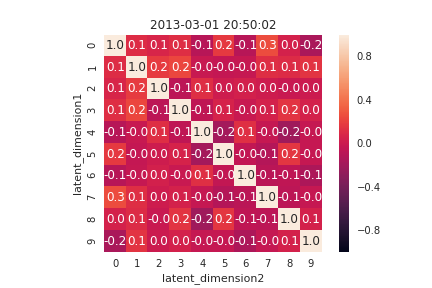 2013-03-01 20:50:02
0 1.0 0.1 0.1 0.1 -0.1 0.2 -0.1 0.3 0.0 -0.2
1 0.1 1.0 0.2 0.2 -0.0 -0.0 -0.0 0.1 0.1 0.1
2 0.1 0.2 1.0 -0.1 0.1 0.0 0.0 0.0 -0.0 0.0
3 0.1 0.2 -0.1 1.0 -0.1 0.1 -0.0 0.1 0.2 0.0
4 -0.1 -0.0 0.1 -0.1 1.0 -0.2 0.1 -0.0 -0.2 -0.0
5 0.2 -0.0 0.0 0.1 -0.2 1.0 -0.0 -0.1 0.2 -0.0
6 -0.1 -0.0 0.0 -0.0 0.1 -0.0 1.0 -0.1 -0.1 -0.1
7 0.3 0.1 0.0 0.1 -0.0 -0.1 -0.1 1.0 -0.1 -0.0
8 0.0 0.1 -0.0 0.2 -0.2 0.2 -0.1 -0.1 1.0 0.1
9 -0.2 0.1 0.0 0.0 -0.0 -0.0 -0.1 -0.0 0.1 1.0
0 1 2 3 4 5 6 7 8 9
latent_dimension2
latent_dimension1
0.8
0.4
0.0
-0.4
-0.8